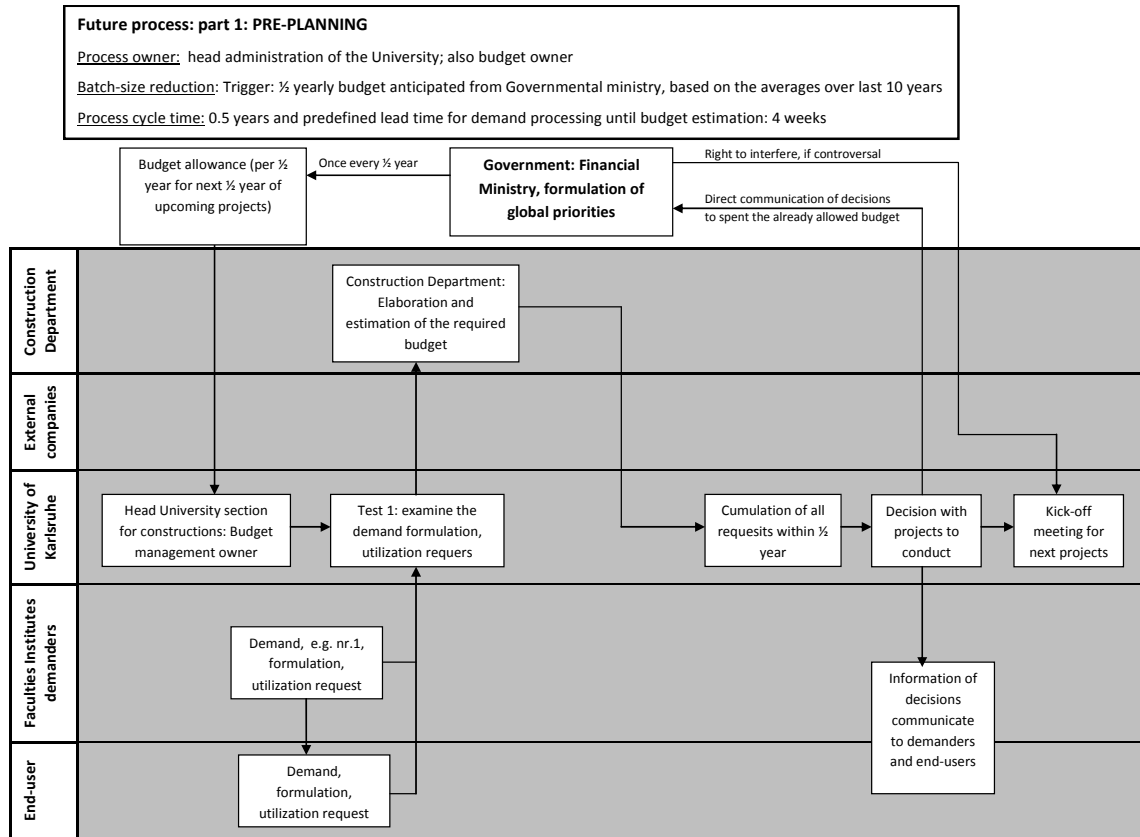 Future process: part 1: PRE-PLANNING
Process owner: head administration of the University; also budget owner
Batch-size reduction: Trigger: ½ yearly budget anticipated from Governmental ministry, based on the averages over last 10 years
Process cycle time: 0.5 years and predefined lead time for demand processing until budget estimation: 4 weeks
Budget allowance (per ½
year for next ½ year of
upcoming projects)
Once every ½ year
Government: Financial
Ministry, formulation of
global priorities
Right to interfere, if controversal
Direct communication of decisions
to spent the already allowed budget
Construction
Department
Construction Department:
Elaboration and
estimation of the required
budget
External
companies
University of
Karlsruhe
Head University section
for constructions: Budget
management owner
Test 1: examine the
demand formulation,
utilization requers
Cumulation of all
requesits within ½
year
Decision with
projects to
conduct
Kick-off
meeting for
next projects
Faculties Institutes
demanders
Demand, e.g. nr.1,
formulation,
utilization request
Information of
decisions
communicate
to demanders
and end-users
End-user
Demand,
formulation,
utilization request